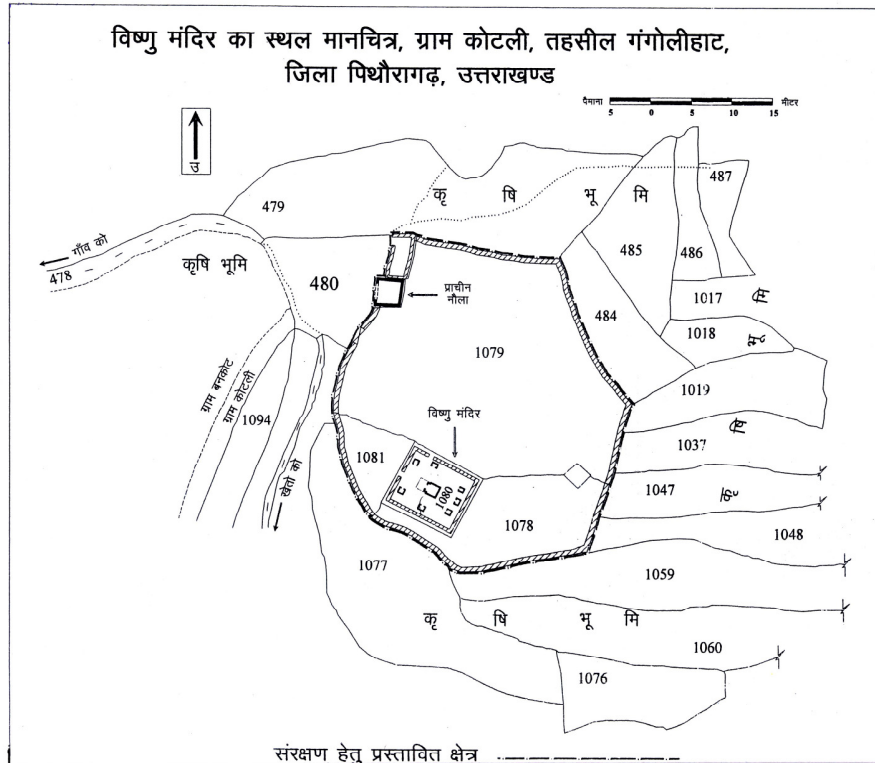 विष्णु मंदिर का स्थल मानचित्र, ग्राम कोटली, तहसील गंगोलीहाट,
जिला पिथौरागढ़, उत्तराखण्ड
पैमाना 5 0 5 10 15 मीटर
उ
479
कृ षि भू मि
487
486
485
गाँव को
478
कृषि भूमि
480
प्राचीन
नौला
484
1017
1018
1079
1019
कृ षि भू मि
ग्राम बनकोट
ग्राम कोटली
1094
खेतो को
विष्णु मंदिर
1081
1080
1078
1037
1047
1048
1077
1059
कृ षि भू मि
1060
1076
संरक्षण हेतु प्रस्तावित क्षेत्र